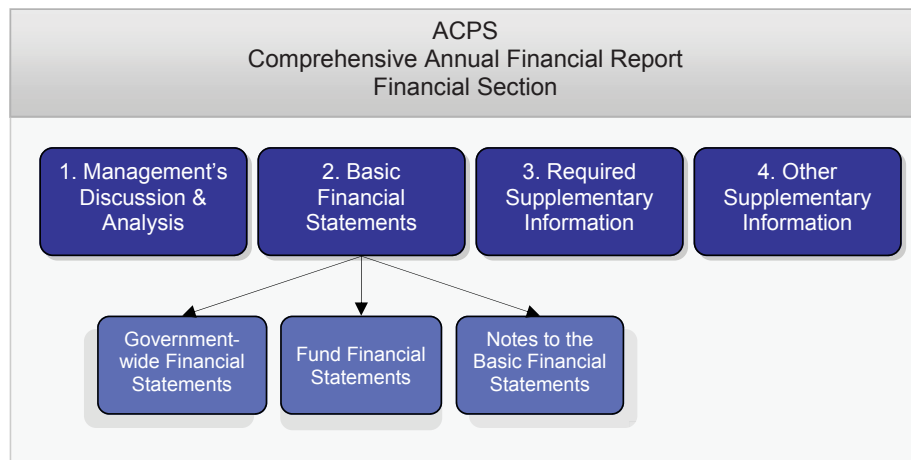 ACPS
Comprehensive Annual Financial Report
Financial Section
1. Management’s
Discussion &
Analysis
2. Basic
Financial
Statements
3. Required
Supplementary
Information
4. Other
Supplementary
Information
Government-
wide Financial
Statements
Fund Financial
Statements
Notes to the
Basic Financial
Statements